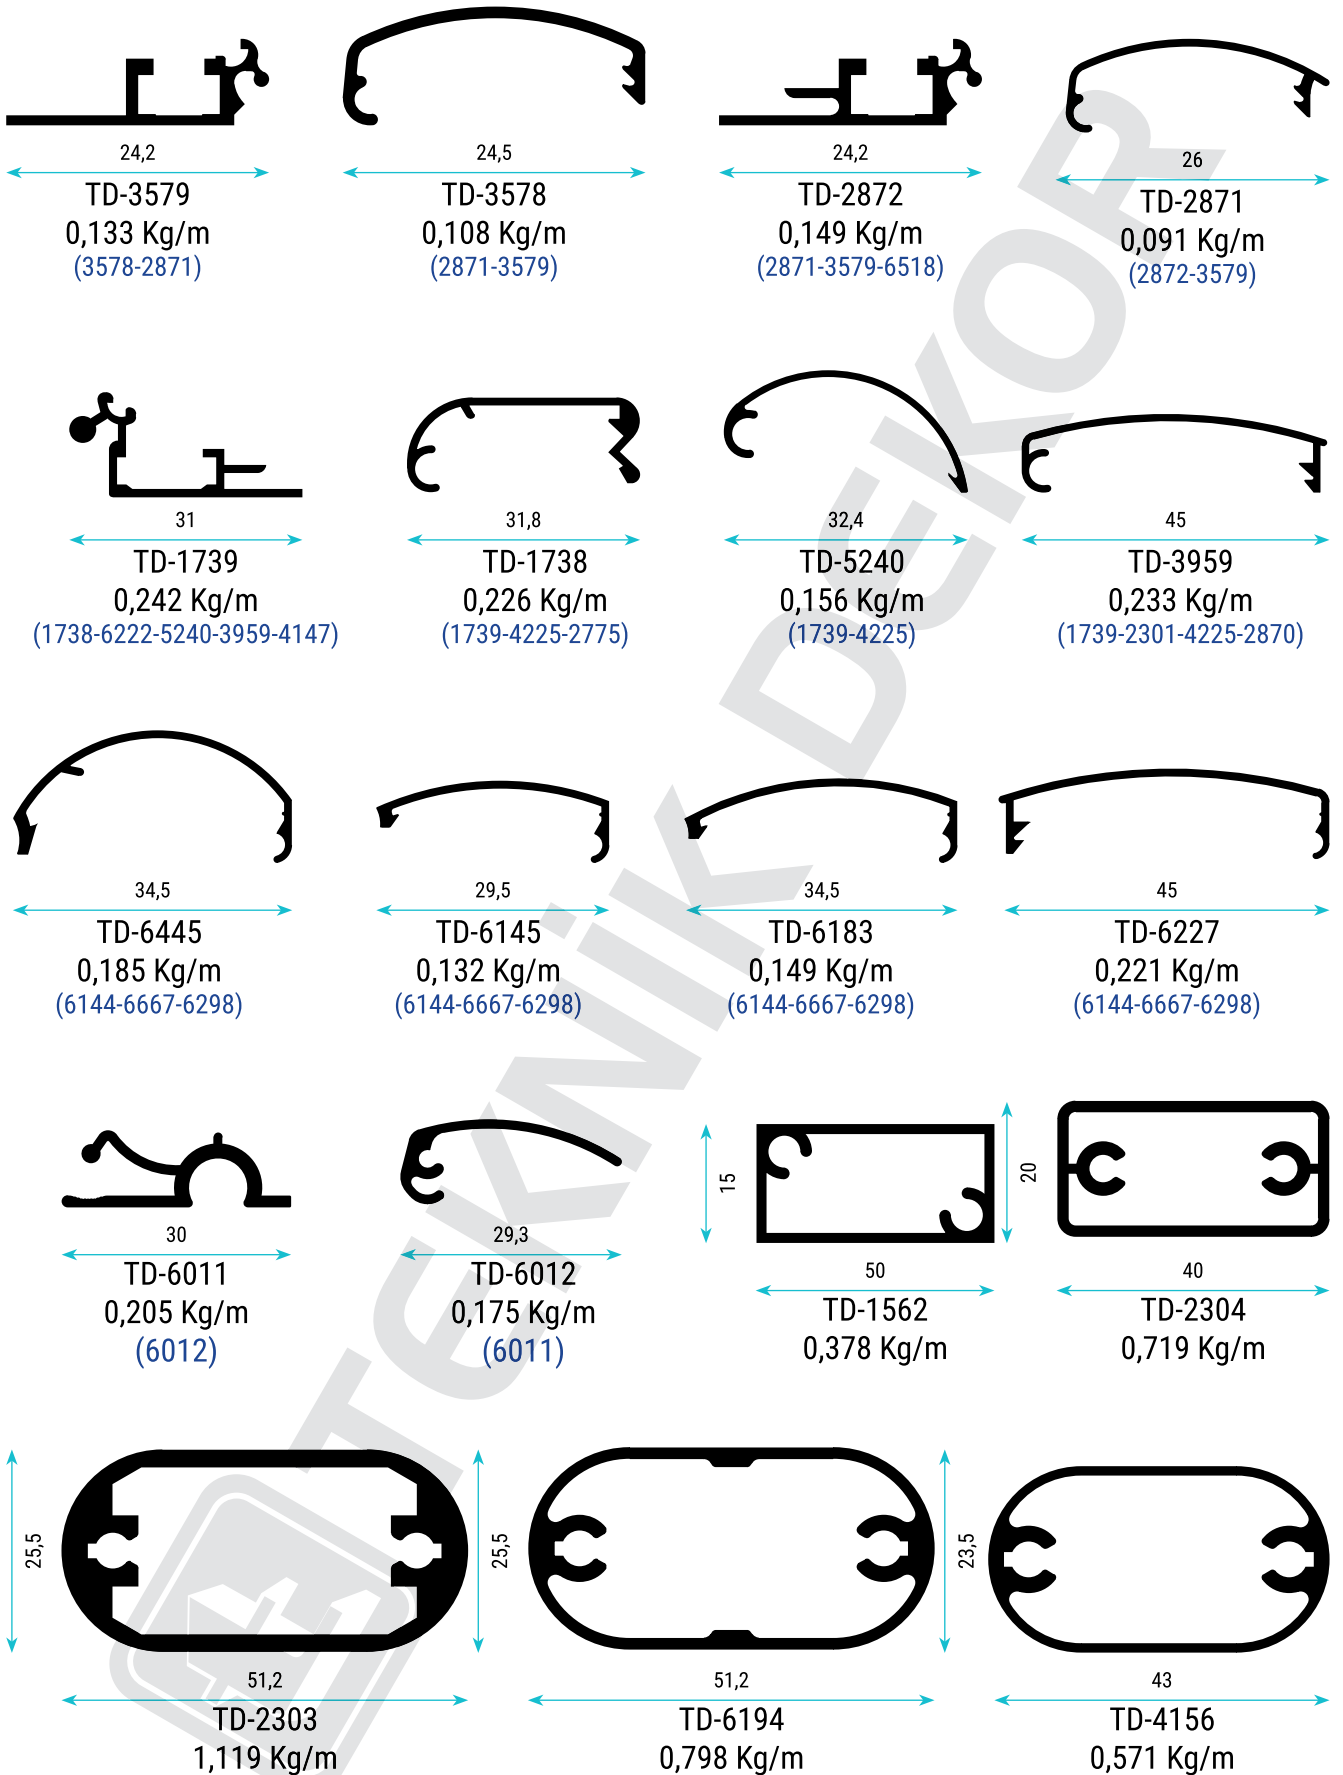 24,2
TD-3579
0,133 Kg/m
(3578-2871)
24,5
TD-3578
0,108 Kg/m
(2871-3579)
24,2
TD-2872
0,149 Kg/m
(2871-3579-6518)
26
TD-2871
0,091 Kg/m
(2872-3579)
31
TD-1739
0,242 Kg/m
(1738-6222-5240-3959-4147)
31,8
TD-1738
0,226 Kg/m
(1739-4225-2775)
32,4
TD-5240
0,156 Kg/m
(1739-4225)
45
TD-3959
0,233 Kg/m
(1739-2301-4225-2870)
34,5
TD-6445
0,185 Kg/m
(6144-6667-6298)
29,5
TD-6145
0,132 Kg/m
(6144-6667-6298)
34,5
TD-6183
0,149 Kg/m
(6144-6667-6298)
45
TD-6227
0,221 Kg/m
(6144-6667-6298)
30
TD-6011
0,205 Kg/m
(6012)
29,3
TD-6012
0,175 Kg/m
(6011)
15
50
TD-1562
0,378 Kg/m
20
40
TD-2304
0,719 Kg/m
25,5
51,2
TD-2303
1,119 Kg/m
25,5
51,2
TD-6194
0,798 Kg/m
23,5
43
TD-4156
0,571 Kg/m
TeKNiK DeKOR